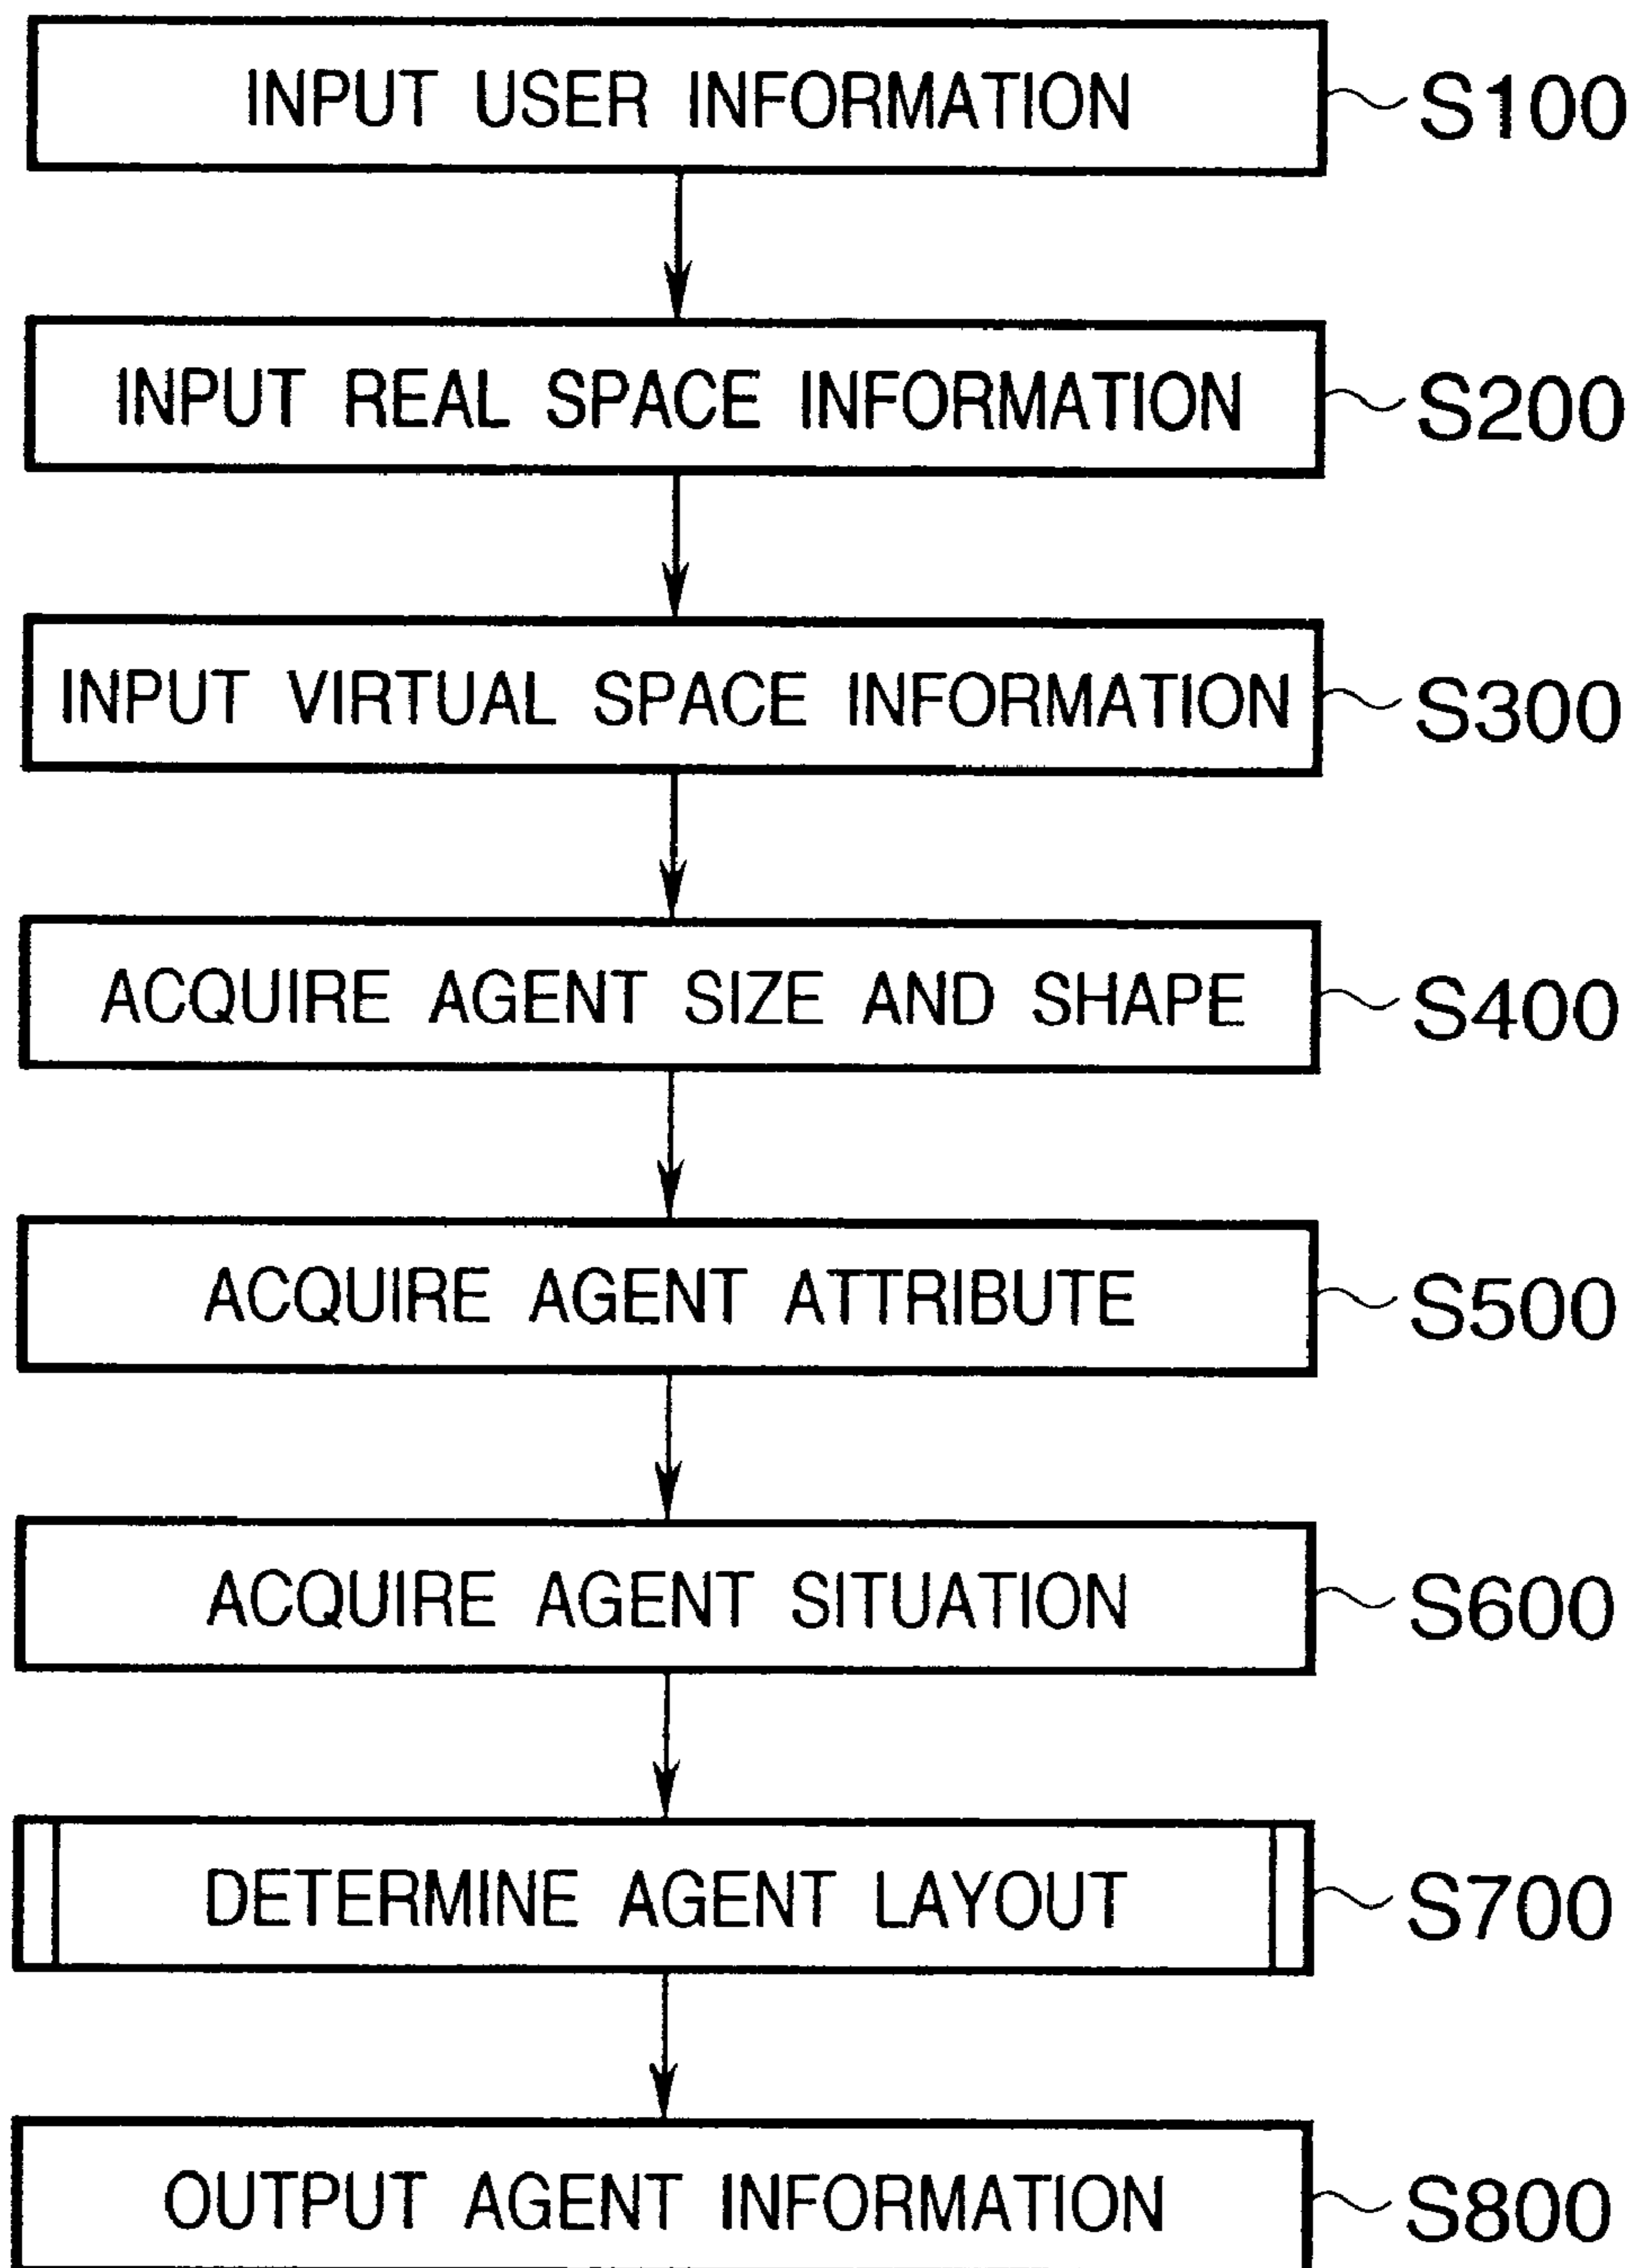 INPUT USER INFORMATION S100
INPUT REAL SPACE INFORMATION S200
INPUT VIRTUAL SPACE INFORMATION S300
ACQUIRE AGENT SIZE AND SHAPE S400
ACQUIRE AGENT ATTRIBUTE S500
ACQUIRE AGENT SITUATION S600
DETERMINE AGENT LAYOUT S700
OUTPUT AGENT INFORMATION S800